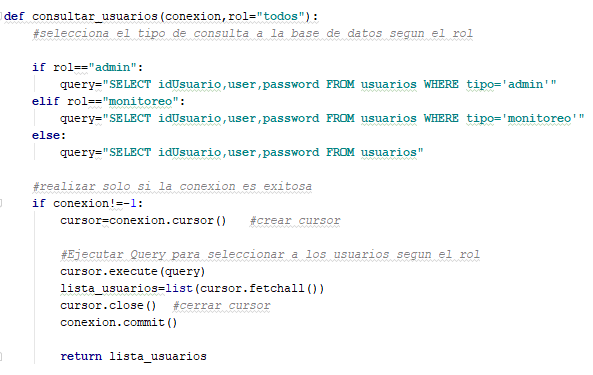 def consultar_usuarios(conexion,rol="todos"):
    #selecciona el tipo de consulta a la base de datos segun el rol

    if rol=="admin":
        query="SELECT idUsuario,user,password FROM usuarios WHERE tipo='admin'"
    elif rol=="monitoreo":
        query="SELECT idUsuario,user,password FROM usuarios WHERE tipo='monitoreo'"
    else:
        query="SELECT idUsuario,user,password FROM usuarios"

    #realizar solo si la conexion es exitosa
    if conexion!=-1:
        cursor=conexion.cursor()   #crear cursor

        #Ejecutar Query para seleccionar a los usuarios segun el rol
        cursor.execute(query)
        lista_usuarios=list(cursor.fetchall())
        cursor.close()  #cerrar cursor
        conexion.commit()

        return lista_usuarios